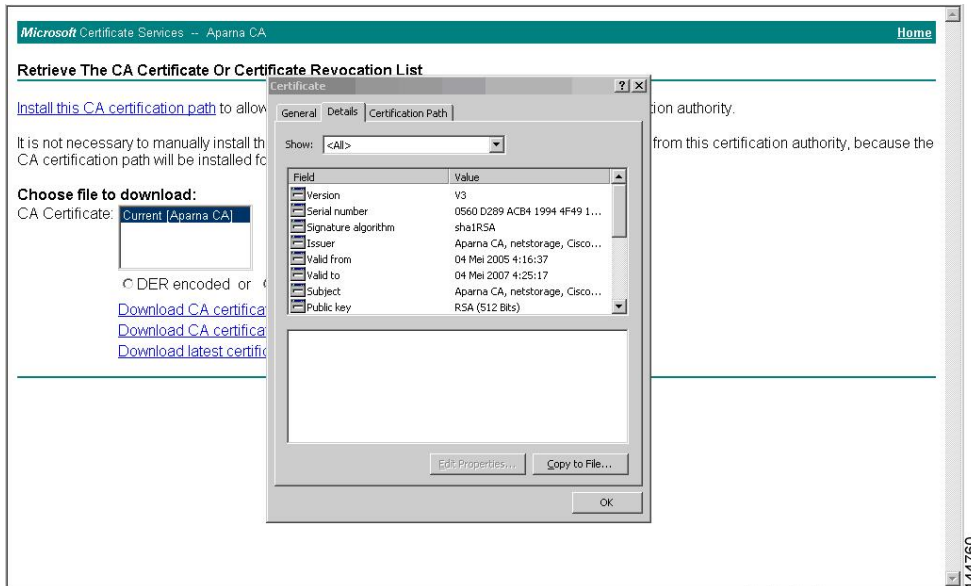 Microsoft Certificate Services -- Aparna CA
Home
Retrieve The CA Certificate Or Certificate Revocation List
Install this CA certification path to allow
tion authority.
It is not necessary to manually install th
from this certification authority, because the
CA certification path will be installed fo
Choose file to download:
CA Certificate:
Current [Aparna CA]
DER encoded or
Download CA certifica
Download CA certifica
Download latest certific
Certificate
General Details Certification Path
Show: <All>
Field Value
Version V3
Serial number 0560 D289 ACB4 1994 4F49 1...
Signature algorithm sha1RSA
Issuer Aparna CA, netstorage, Cisco...
Valid from 04 Mei 2005 4:16:37
Valid to 04 Mei 2007 4:25:17
Subject Aparna CA, netstorage, Cisco...
Public key RSA (512 Bits)
Edit Properties...
Copy to File...
OK